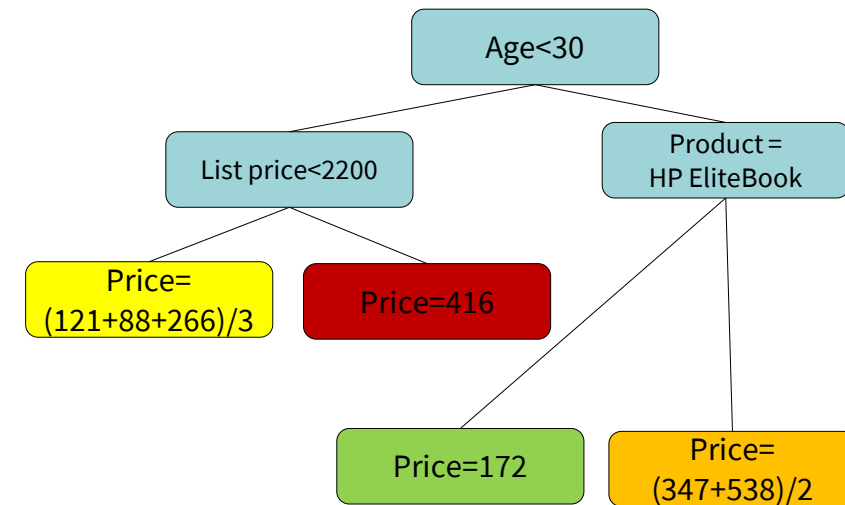 Age<30
List price<2200
Product =
HP EliteBook
Price=
(121+88+266)/3
Price=416
Price=172
Price=
(347+538)/2